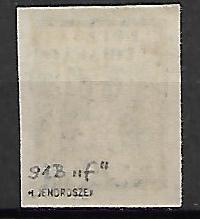 91B „f"
H.JENDROSZEK